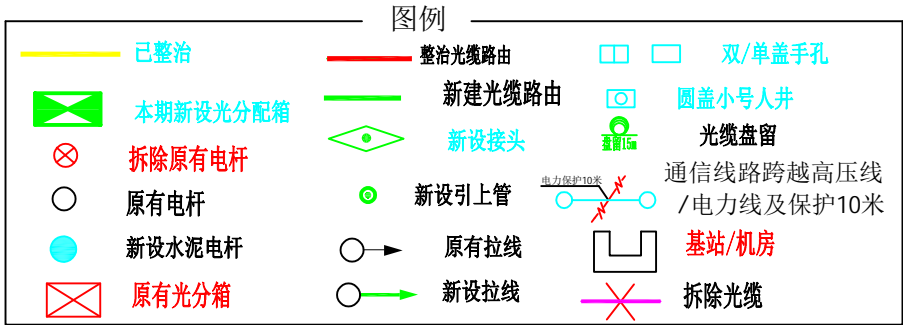 图例
已整治
整治光缆路由
双/单盖手孔
本期新设光分配箱
新建光缆路由
圆盖小号人井
拆除原有电杆
新设接头
盘留15m
光缆盘留
原有电杆
新设引上管
电力保护10米
通信线路跨越高压线
/电力线及保护10米
新设水泥电杆
原有拉线
基站/机房
原有光分箱
新设拉线
拆除光缆